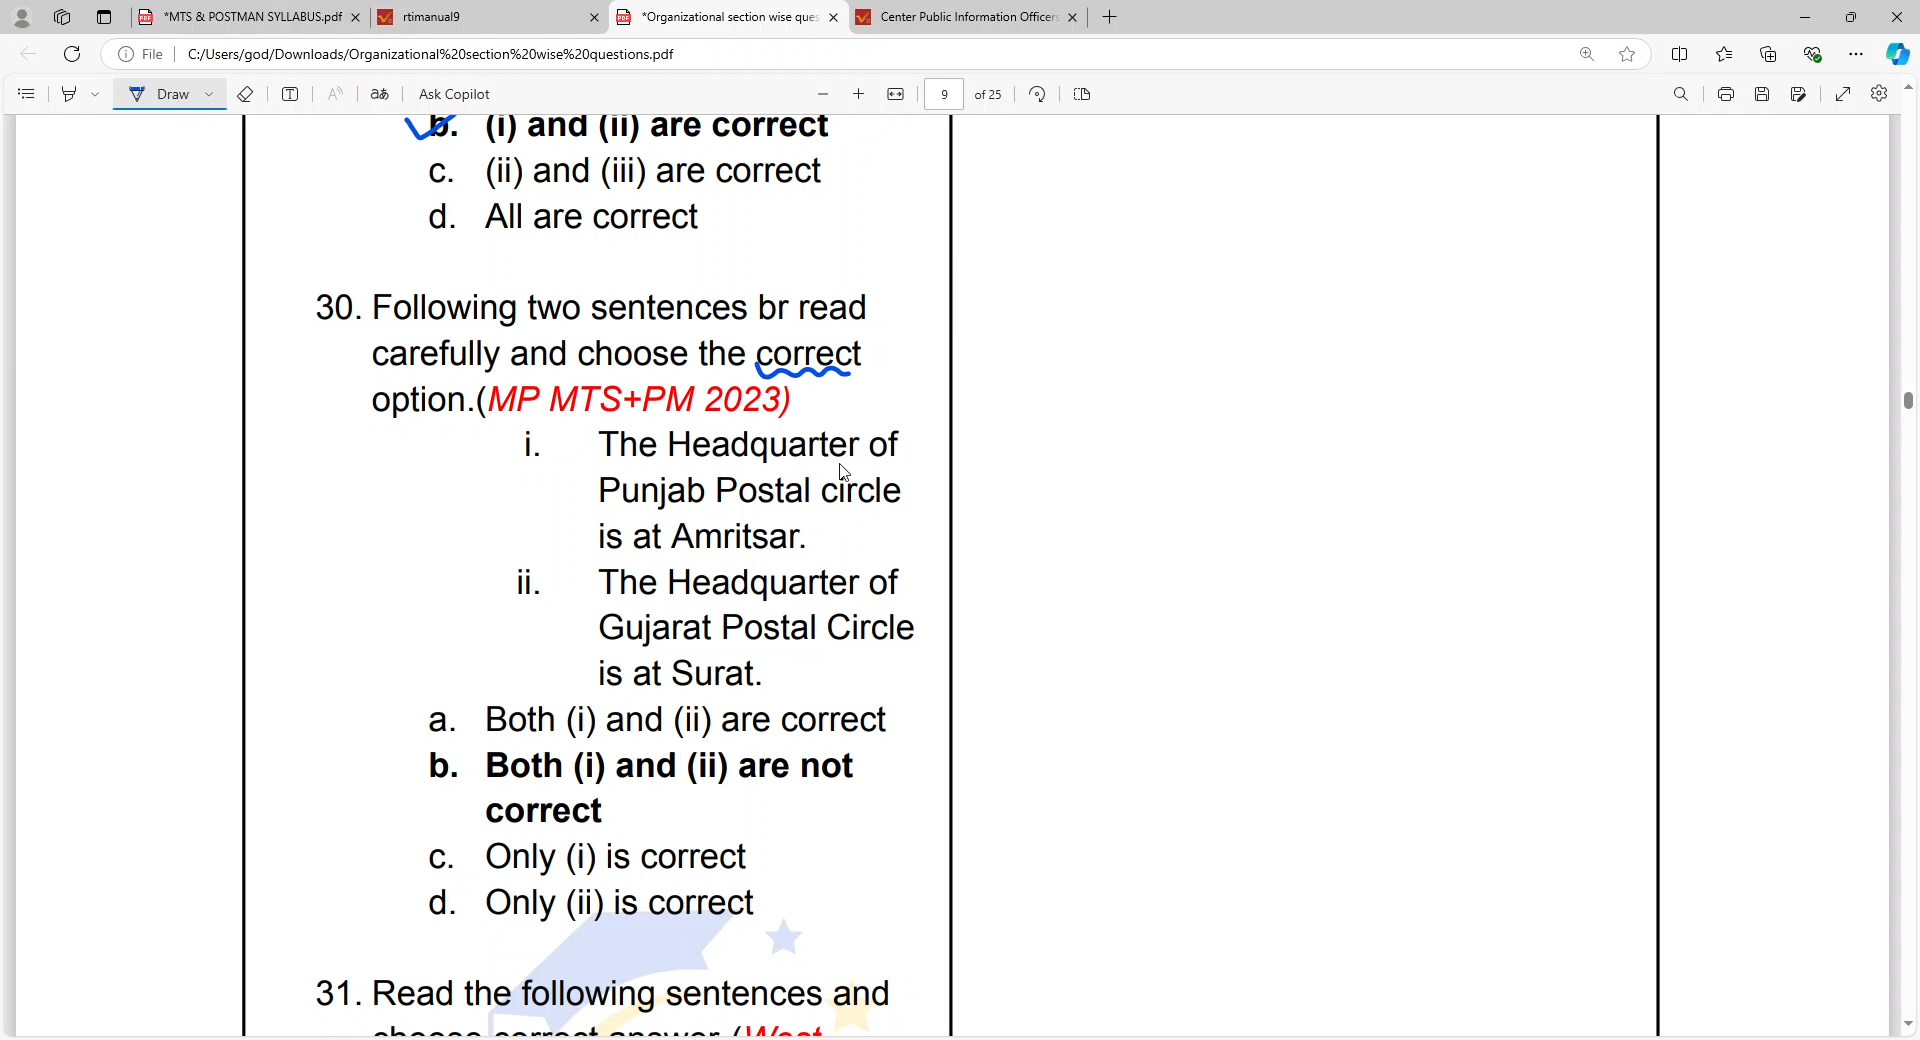 *MTS & POSTMAN SYLLABUS.pdf
rtimanual9
*Organizational section wise ques
Center Public Information Officers
File
C:/Users/god/Downloads/Organizational%20section%20wise%20questions.pdf
Draw
Ask Copilot
9 of 25
b. (i) and (ii) are correct
c. (ii) and (iii) are correct
d. All are correct
30. Following two sentences br read
carefully and choose the correct
option.(MP MTS+PM 2023)
i. The Headquarter of
Punjab Postal circle
is at Amritsar.
ii. The Headquarter of
Gujarat Postal Circle
is at Surat.
a. Both (i) and (ii) are correct
b. Both (i) and (ii) are not
correct
c. Only (i) is correct
d. Only (ii) is correct
31. Read the following sentences and
choose correct answer (West